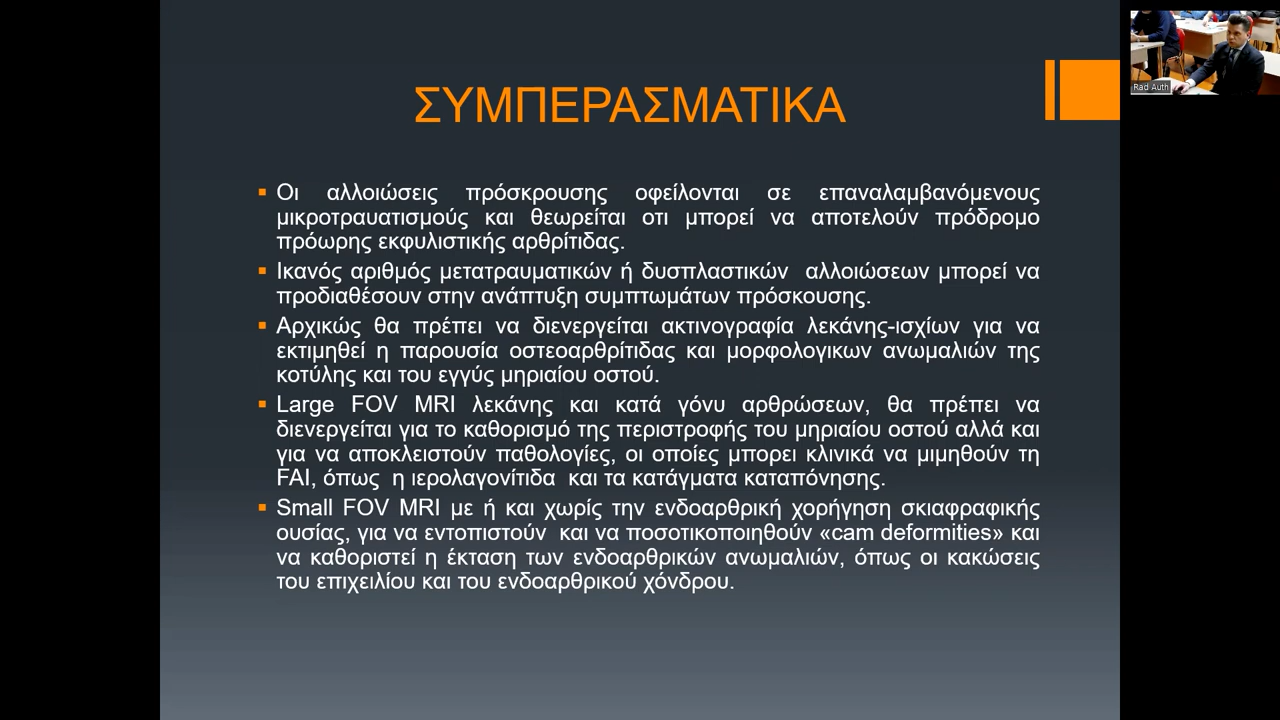 ΣΥΜΠΕΡΑΣΜΑΤΙΚΑ
Rad Auth
▪ Οι αλλοιώσεις πρόσκρουσης οφείλονται σε επαναλαμβανόμενους
μικροτραυατισμούς και θεωρείται οτι μπορεί να αποτελούν πρόδρομο
πρόωρης εκφυλιστικής αρθρίτιδας.
▪ Ικανός αριθμός μετατραυματικών ή δυσπλαστικών αλλοιώσεων μπορεί να
προδιαθέσουν στην ανάπτυξη συμπτωμάτων πρόσκουσης.
▪ Αρχικώς θα πρέπει να διενεργείται ακτινογραφία λεκάνης-ισχίων για να
εκτιμηθεί η παρουσία οστεοαρθρίτιδας και μορφολογικων ανωμαλιών της
κοτύλης και του εγγύς μηριαίου οστού.
▪ Large FOV MRI λεκάνης και κατά γόνυ αρθρώσεων, θα πρέπει να
διενεργείται για το καθορισμό της περιστροφής του μηριαίου οστού αλλά και
για να αποκλειστούν παθολογίες, οι οποίες μπορει κλινικά να μιμηθούν τη
FAI, όπως η ιερολαγονίτιδα και τα κατάγματα καταπόνησης.
▪ Small FOV MRI με ή και χωρίς την ενδοαρθρική χορήγηση σκιαφραφικής
ουσίας, για να εντοπιστούν και να ποσοτικοποιηθούν «cam deformities» και
να καθοριστεί η έκταση των ενδοαρθρικών ανωμαλιών, όπως οι κακώσεις
του επιχειλίου και του ενδοαρθρικού χόνδρου.